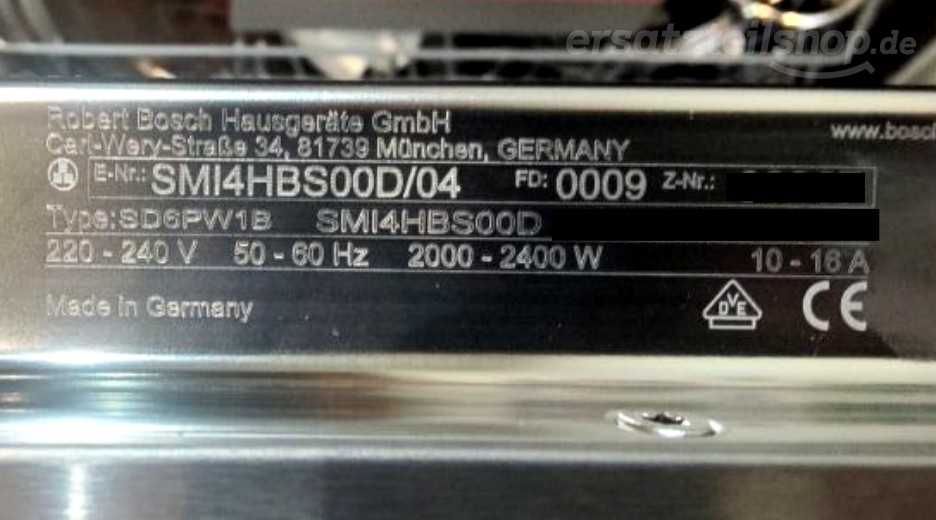 ersatzteilshop.de
Robert Bosch Hausgeräte GmbH
www.bosch
Carl-Wery-Straße 34, 81739 München, GERMANY
E-Nr.: SMI4HBS00D/04 FD: 0009 Z-Nr.:
Type: SD6PW1B SMI4HBS00D
220 - 240 V 50 - 60 Hz 2000 - 2400 W 10 - 16 A
Made in Germany
DVE CE